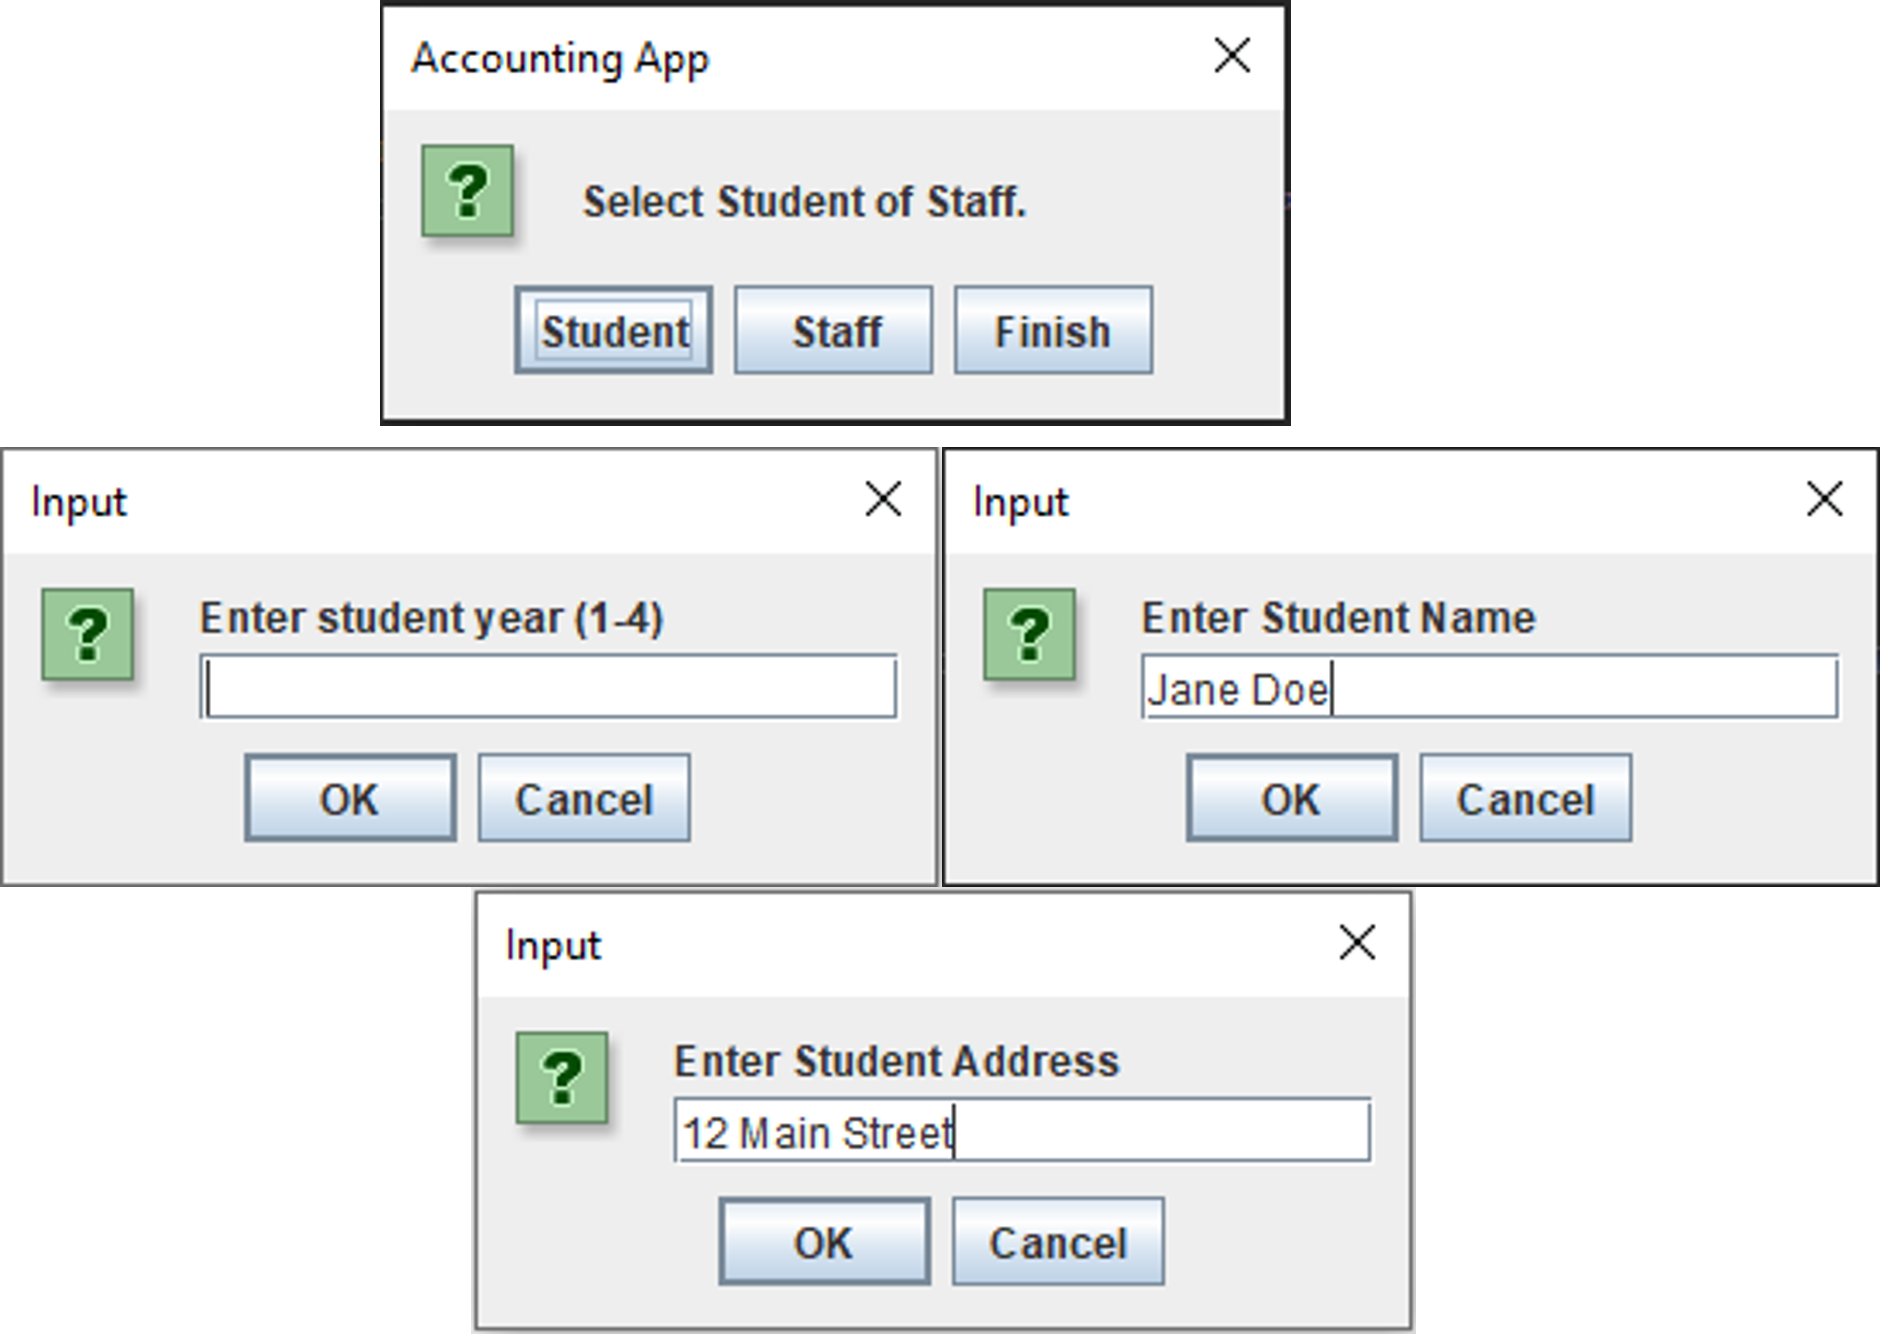 Accounting App
Select Student of Staff.
Student Staff Finish
Input
Enter student year (1-4)
OK Cancel
Input
Enter Student Name
Jane Doe
OK Cancel
Input
Enter Student Address
12 Main Street
OK Cancel